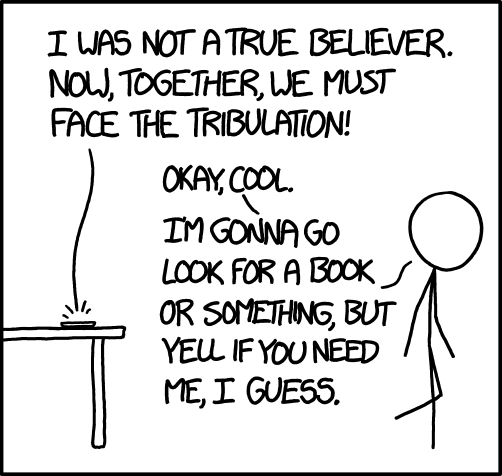 I WAS NOT A TRUE BELIEVER.
NOW, TOGETHER, WE MUST
FACE THE TRIBULATION!
OKAY, COOL.
I'M GONNA GO
LOOK FOR A BOOK
OR SOMETHING, BUT
YELL IF YOU NEED
ME, I GUESS.